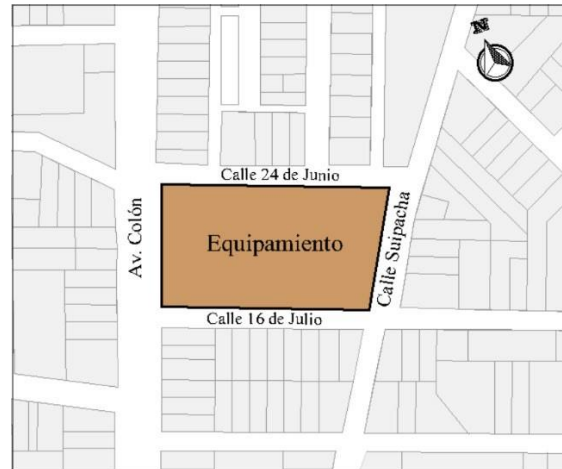 N
Calle 24 de Junio
Av. Colón
Equipamiento
Calle Suipacha
Calle 16 de Julio